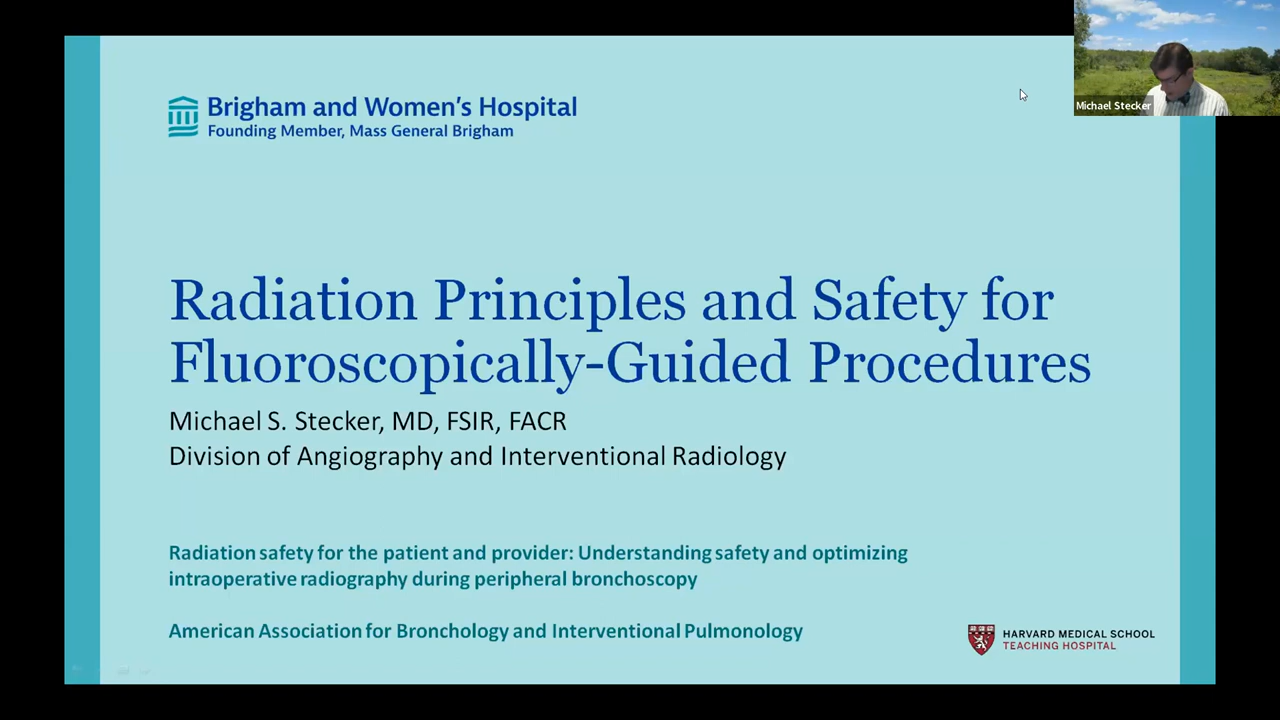 Brigham and Women's Hospital
Founding Member, Mass General Brigham
Michael Stecker
Radiation Principles and Safety for
Fluoroscopically-Guided Procedures
Michael S. Stecker, MD, FSIR, FACR
Division of Angiography and Interventional Radiology
Radiation safety for the patient and provider: Understanding safety and optimizing
intraoperative radiography during peripheral bronchoscopy
American Association for Bronchology and Interventional Pulmonology
HARVARD MEDICAL SCHOOL
TEACHING HOSPITAL